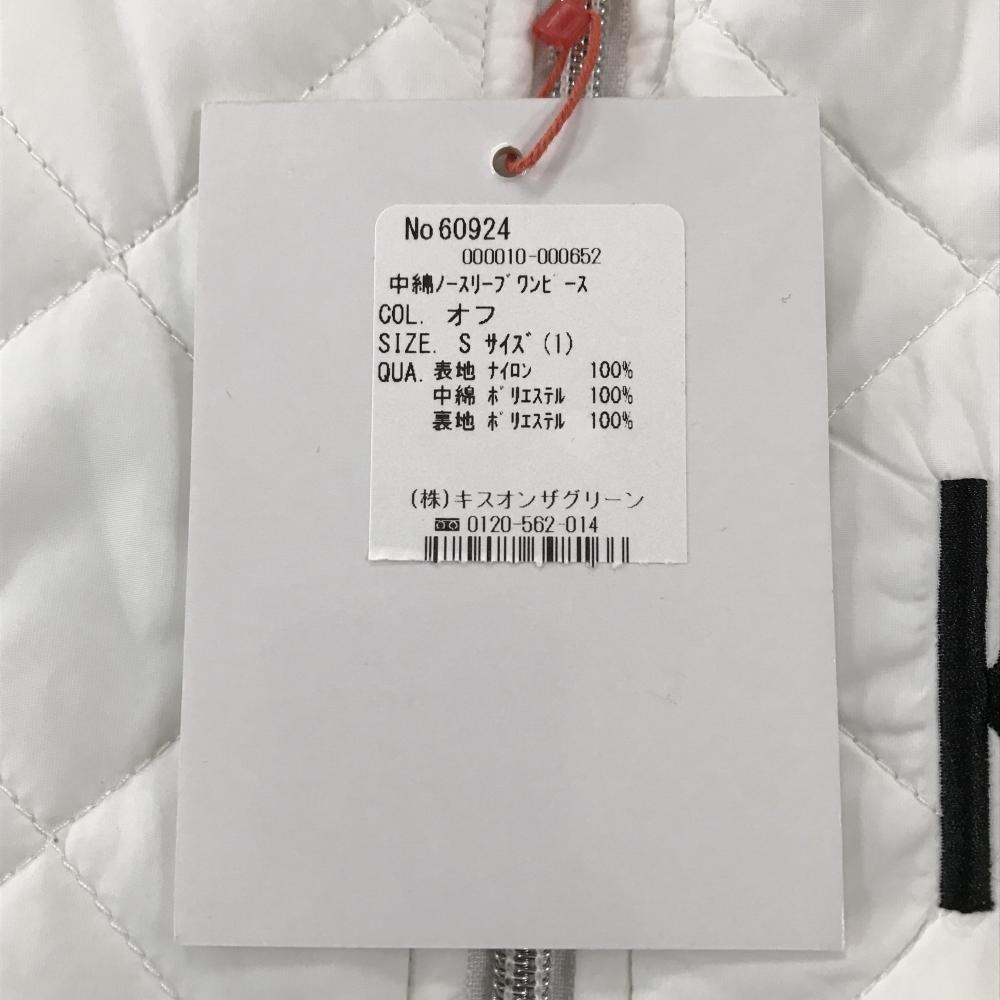 No 60924
000010-000652
中綿ﾉｰｽﾘｰﾌﾞﾜﾝﾋﾟｰｽ
COL. オフ
SIZE. S ｻｲｽﾞ(1)
QUA. 表地 ﾅｲﾛﾝ 100%
中綿 ﾎﾟﾘｴｽﾃﾙ 100%
裏地 ﾎﾟﾘｴｽﾃﾙ 100%
(株)キスオンザグリーン
0120-562-014